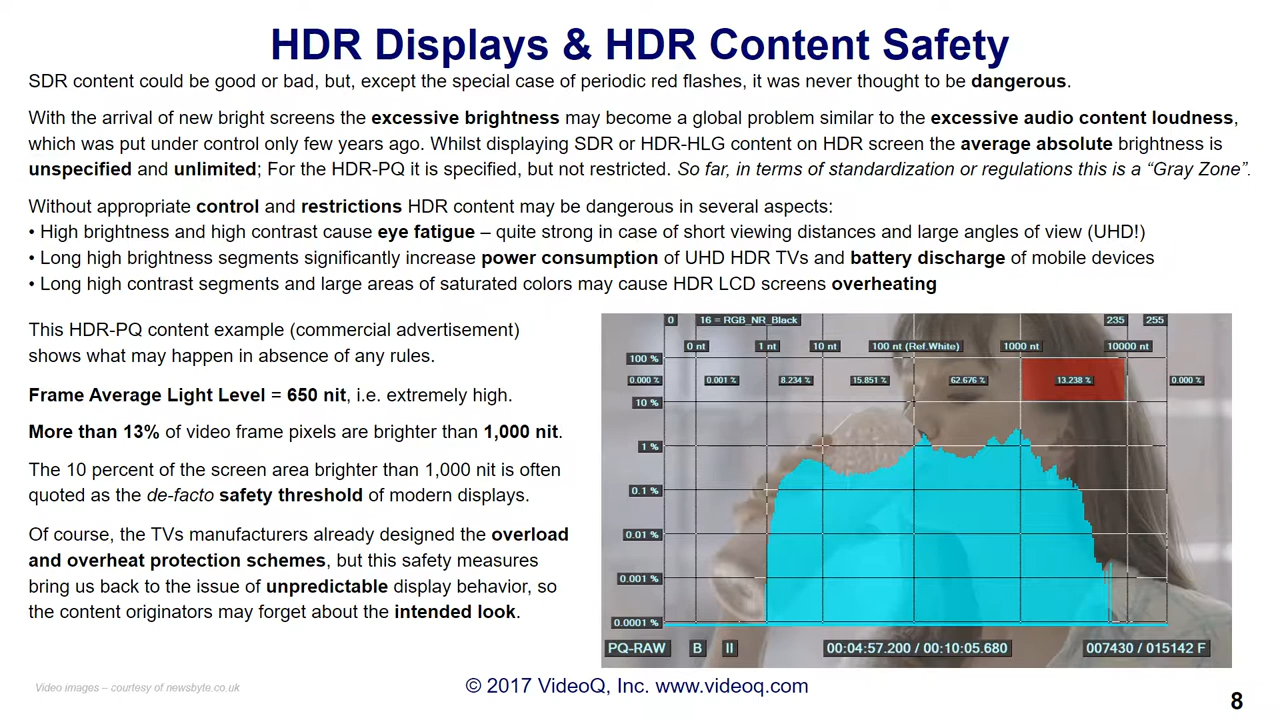 HDR Displays & HDR Content Safety
SDR content could be good or bad, but, except the special case of periodic red flashes, it was never thought to be dangerous.
With the arrival of new bright screens the excessive brightness may become a global problem similar to the excessive audio content loudness,
which was put under control only few years ago. Whilst displaying SDR or HDR-HLG content on HDR screen the average absolute brightness is
unspecified and unlimited; For the HDR-PQ it is specified, but not restricted. So far, in terms of standardization or regulations this is a “Gray Zone”.
Without appropriate control and restrictions HDR content may be dangerous in several aspects:
• High brightness and high contrast cause eye fatigue – quite strong in case of short viewing distances and large angles of view (UHD!)
• Long high brightness segments significantly increase power consumption of UHD HDR TVs and battery discharge of mobile devices
• Long high contrast segments and large areas of saturated colors may cause HDR LCD screens overheating
This HDR-PQ content example (commercial advertisement)
shows what may happen in absence of any rules.
Frame Average Light Level = 650 nit, i.e. extremely high.
More than 13% of video frame pixels are brighter than 1,000 nit.
The 10 percent of the screen area brighter than 1,000 nit is often
quoted as the de-facto safety threshold of modern displays.
Of course, the TVs manufacturers already designed the overload
and overheat protection schemes, but this safety measures
bring us back to the issue of unpredictable display behavior, so
the content originators may forget about the intended look.
0 16 = RGB_NR_Black 235 255
0 nt 1 nt 10 nt 100 nt (Ref.White) 1000 nt 10000 nt
100 %
0.000 % 0.001 % 8.234 % 15.851 % 62.676 % 13.238 % 0.000 %
10 %
1 %
0.1 %
0.01 %
0.001 %
0.0001 %
PQ-RAW B II 00:04:57.200 / 00:10:05.680 007430 / 015142 F
Video images – courtesy of newsbyte.co.uk
© 2017 VideoQ, Inc. www.videoq.com
8